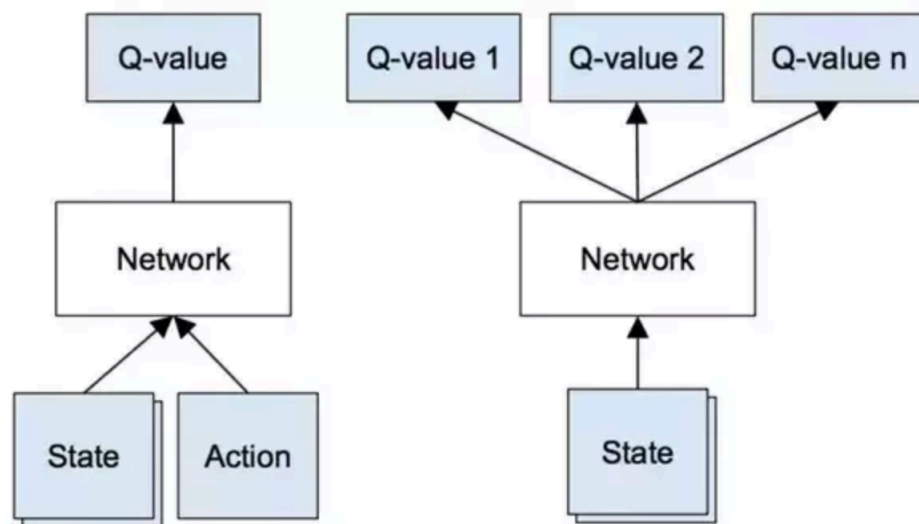 Q-value
Q-value 1
Q-value 2
Q-value n
Network
Network
State
Action
State